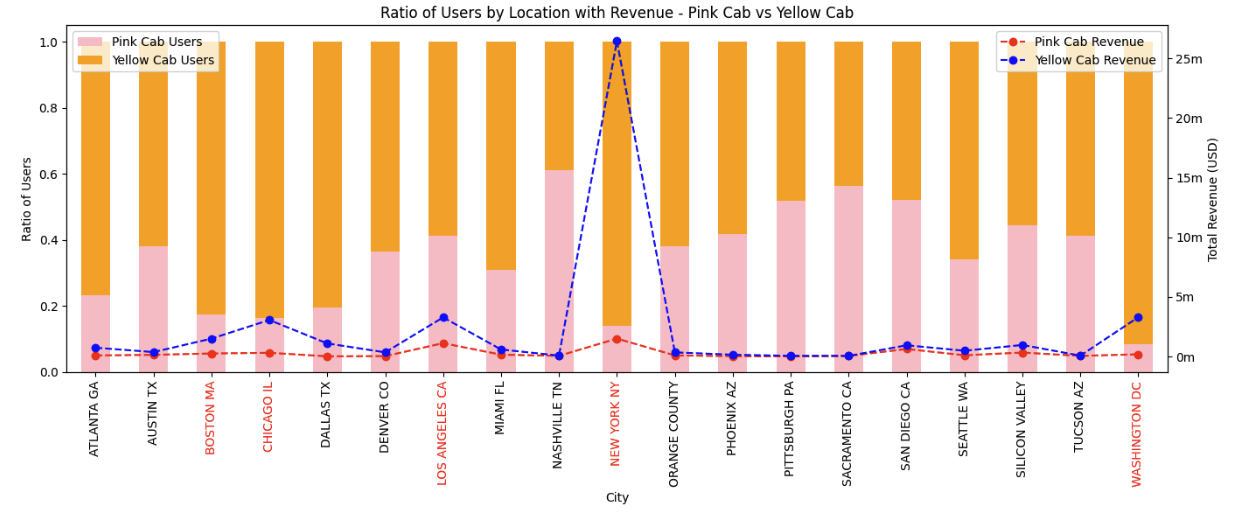 Ratio of Users by Location with Revenue - Pink Cab vs Yellow Cab
Pink Cab Users
Yellow Cab Users
Pink Cab Revenue
Yellow Cab Revenue
Ratio of Users
1.0
0.8
0.6
0.4
0.2
0.0
25m
20m
15m
10m
5m
0m
Total Revenue (USD)
ATLANTA GA
AUSTIN TX
BOSTON MA
CHICAGO IL
DALLAS TX
DENVER CO
LOS ANGELES CA
MIAMI FL
NASHVILLE TN
NEW YORK NY
ORANGE COUNTY
PHOENIX AZ
PITTSBURGH PA
SACRAMENTO CA
SAN DIEGO CA
SEATTLE WA
SILICON VALLEY
TUCSON AZ
WASHINGTON DC
City